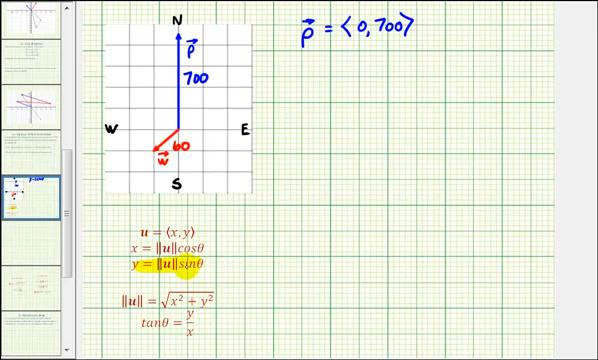 N
p⃗ = ⟨0, 700⟩
p⃗
700
W
E
60
w⃗
S
u = ⟨x, y⟩
x = ‖u‖cosθ
y = ‖u‖sinθ
‖u‖ = √(x² + y²)
tanθ = y/x